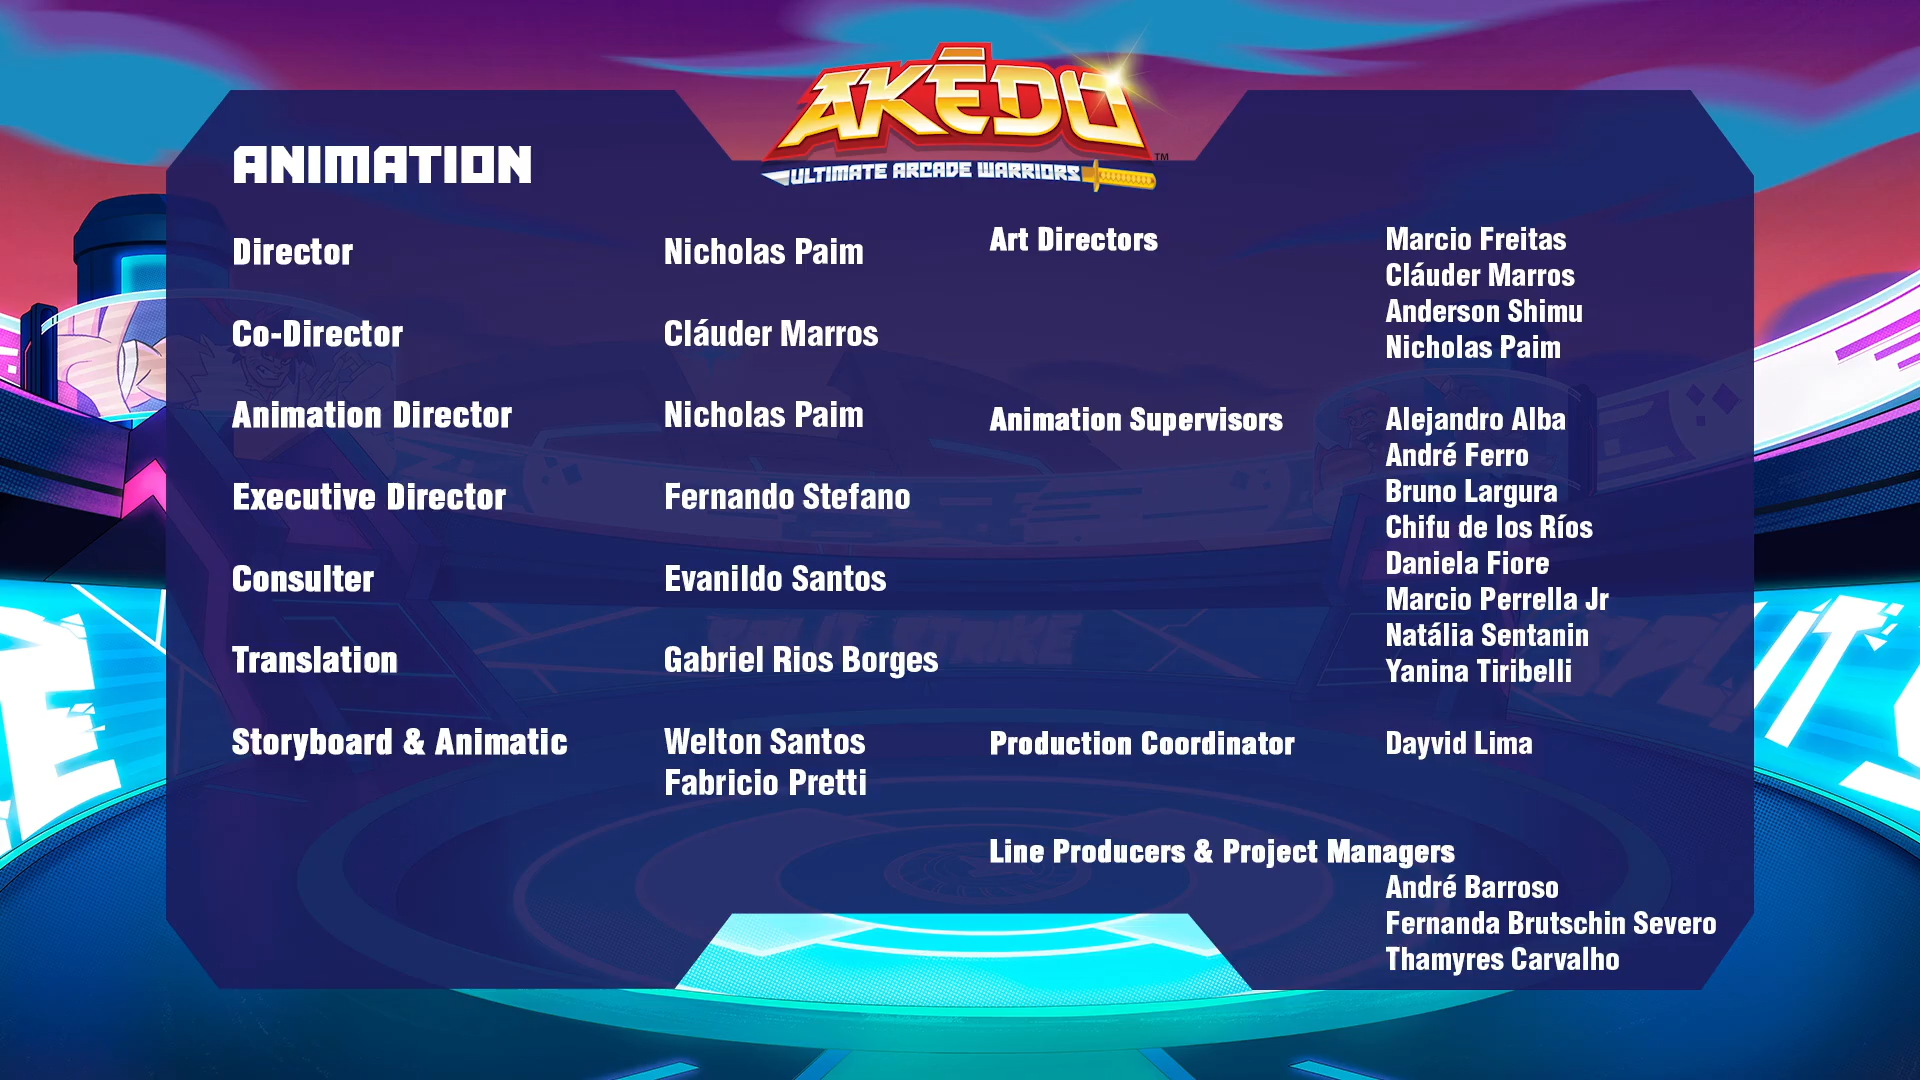 AKĒDO
TM
ULTIMATE ARCADE WARRIORS
ANIMATION
Director Nicholas Paim
Co-Director Cláuder Marros
Animation Director Nicholas Paim
Executive Director Fernando Stefano
Consulter Evanildo Santos
Translation Gabriel Rios Borges
Storyboard & Animatic Welton Santos
Fabricio Pretti
Art Directors Marcio Freitas
Cláuder Marros
Anderson Shimu
Nicholas Paim
Animation Supervisors Alejandro Alba
André Ferro
Bruno Largura
Chifu de los Ríos
Daniela Fiore
Marcio Perrella Jr
Natália Sentanin
Yanina Tiribelli
Production Coordinator Dayvid Lima
Line Producers & Project Managers
André Barroso
Fernanda Brutschin Severo
Thamyres Carvalho
SPLIT STRIKE
SPLIT